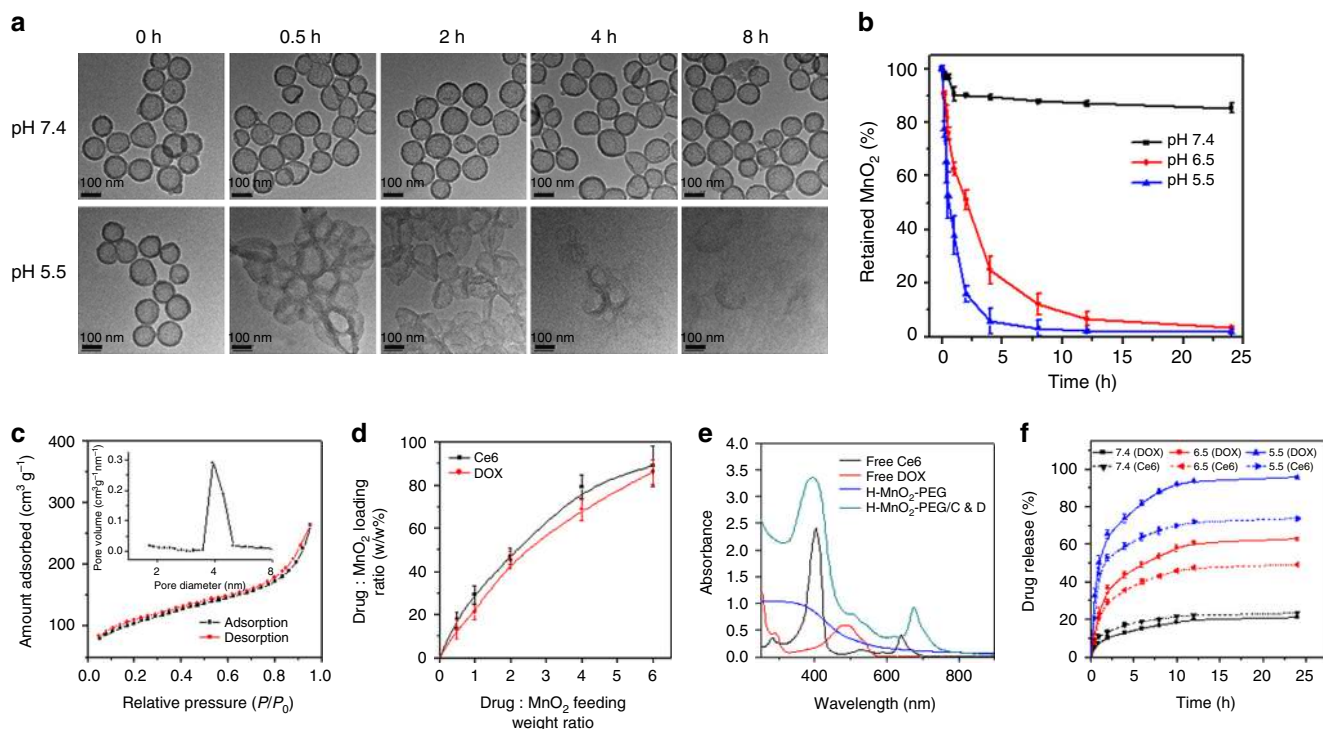 a
0 h 0.5 h 2 h 4 h 8 h
pH 7.4
100 nm 100 nm 100 nm 100 nm 100 nm
pH 5.5
100 nm 100 nm 100 nm 100 nm 100 nm
b
Retained MnO₂ (%)
100
80
60
40
20
0
pH 7.4
pH 6.5
pH 5.5
0 5 10 15 20 25
Time (h)
c
Amount adsorbed (cm³ g⁻¹)
400
300
200
100
Pore volume (cm³g⁻¹ nm⁻¹)
0.3
0.2
0.1
0.0
2 4 6 8
Pore diameter (nm)
Adsorption
Desorption
0.0 0.2 0.4 0.6 0.8 1.0
Relative pressure (P/P₀)
d
Drug : MnO₂ loading
ratio (w/w%)
100
80
60
40
20
0
Ce6
DOX
0 1 2 3 4 5 6
Drug : MnO₂ feeding
weight ratio
e
Absorbance
4.0
3.5
3.0
2.5
2.0
1.5
1.0
0.5
0.0
Free Ce6
Free DOX
H-MnO₂-PEG
H-MnO₂-PEG/C & D
400 600 800
Wavelength (nm)
f
Drug release (%)
100
80
60
40
20
0
7.4 (DOX) 6.5 (DOX) 5.5 (DOX)
7.4 (Ce6) 6.5 (Ce6) 5.5 (Ce6)
0 5 10 15 20 25
Time (h)